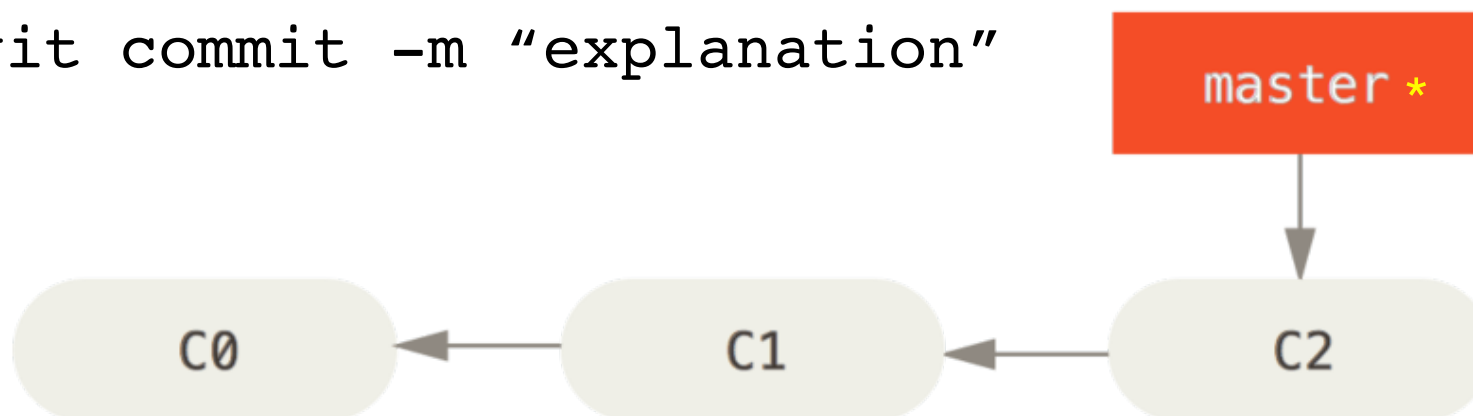 it commit -m “explanation”
master *
C0 C1 C2